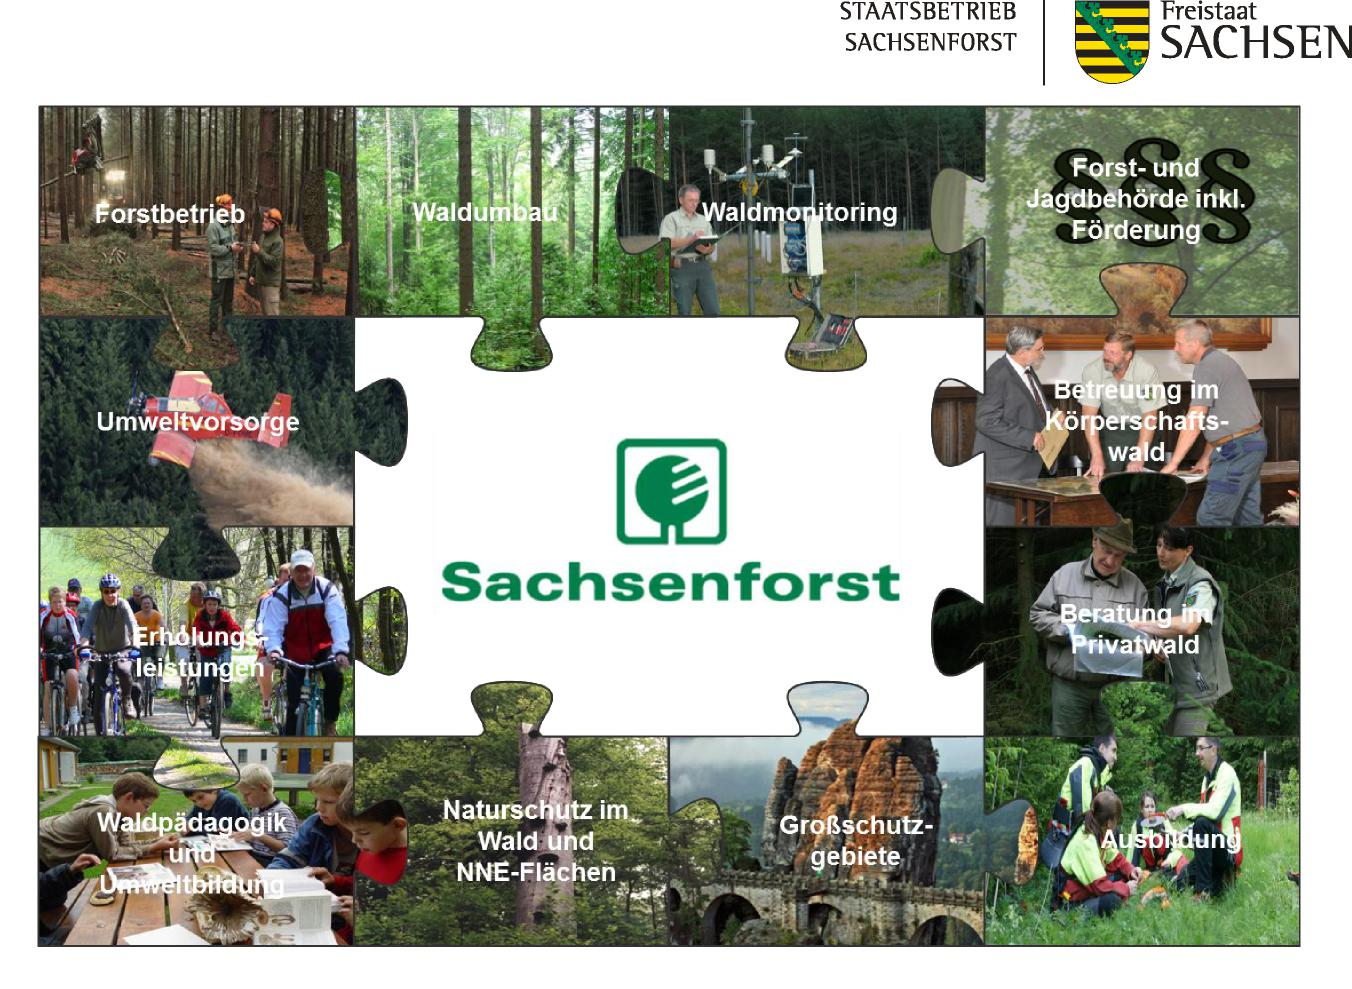 STAATSBETRIEB
SACHSENFORST
Freistaat
SACHSEN
Forstbetrieb
Waldumbau
Waldmonitoring
§§§
Forst- und
Jagdbehörde inkl.
Förderung
Umweltvorsorge
Betreuung im
Körperschafts-
wald
Sachsenforst
Erholungs-
leistungen
Beratung im
Privatwald
Waldpädagogik
und
Umweltbildung
Naturschutz im
Wald und
NNE-Flächen
Großschutz-
gebiete
Ausbildung